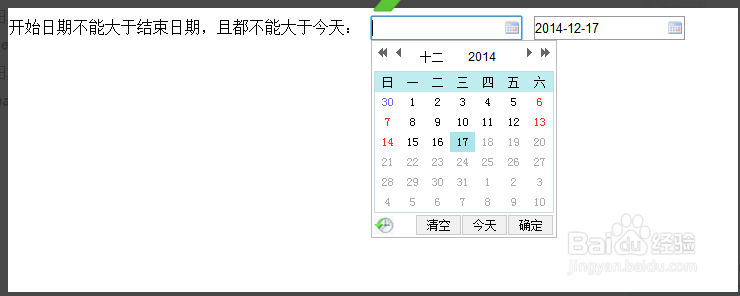 开始日期不能大于结束日期，且都不能大于今天：
2014-12-17
十二 2014
日 一 二 三 四 五 六
30 1 2 3 4 5 6
7 8 9 10 11 12 13
14 15 16 17 18 19 20
21 22 23 24 25 26 27
28 29 30 31 1 2 3
4 5 6 7 8 9 10
清空 今天 确定
Baidu 经验
jingyan.baidu.com